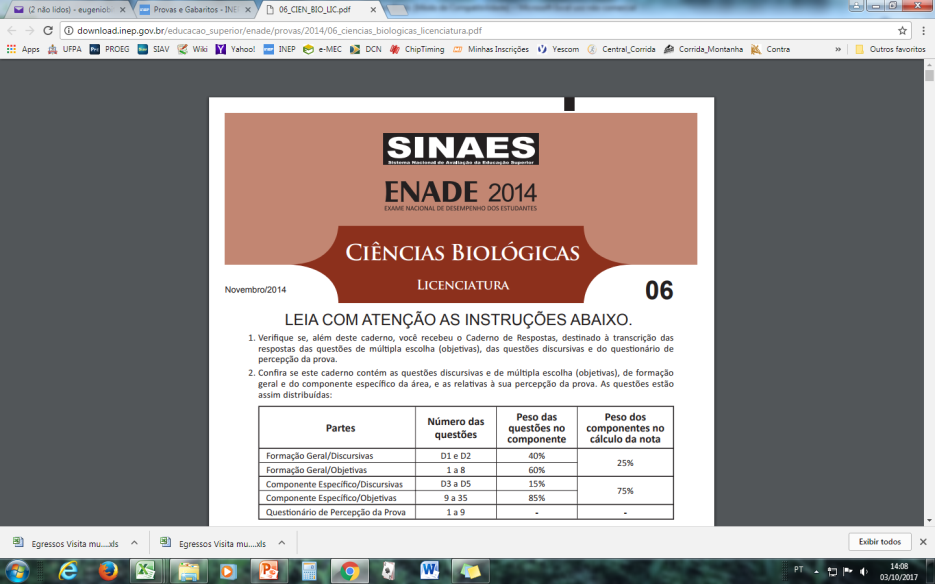 (2 não lidos) - eugeniobi
Provas e Gabaritos - INE
06_CIEN_BIO_LIC.pdf
download.inep.gov.br/educacao_superior/enade/provas/2014/06_ciencias_biologicas_licenciatura.pdf
Apps UFPA PROEG SIAV Wiki Yahoo! INEP e-MEC DCN ChipTiming Minhas Inscrições Yescom Central_Corrida Corrida_Montanha Contra » Outros favoritos
SINAES
Sistema Nacional de Avaliação da Educação Superior
ENADE 2014
EXAME NACIONAL DE DESEMPENHO DOS ESTUDANTES
CIÊNCIAS BIOLÓGICAS
LICENCIATURA
Novembro/2014
06
LEIA COM ATENÇÃO AS INSTRUÇÕES ABAIXO.
1. Verifique se, além deste caderno, você recebeu o Caderno de Respostas, destinado à transcrição das
respostas das questões de múltipla escolha (objetivas), das questões discursivas e do questionário de
percepção da prova.
2. Confira se este caderno contém as questões discursivas e de múltipla escolha (objetivas), de formação
geral e do componente específico da área, e as relativas à sua percepção da prova. As questões estão
assim distribuídas:
Partes
Número das
questões
Peso das
questões no
componente
Peso dos
componentes no
cálculo da nota
Formação Geral/Discursivas D1 e D2 40%
25%
Formação Geral/Objetivas 1 a 8 60%
Componente Específico/Discursivas D3 a D5 15%
75%
Componente Específico/Objetivas 9 a 35 85%
Questionário de Percepção da Prova 1 a 9 - -
Egressos Visita mu....xls
Egressos Visita mu....xls
Exibir todos
PT
14:08
03/10/2017